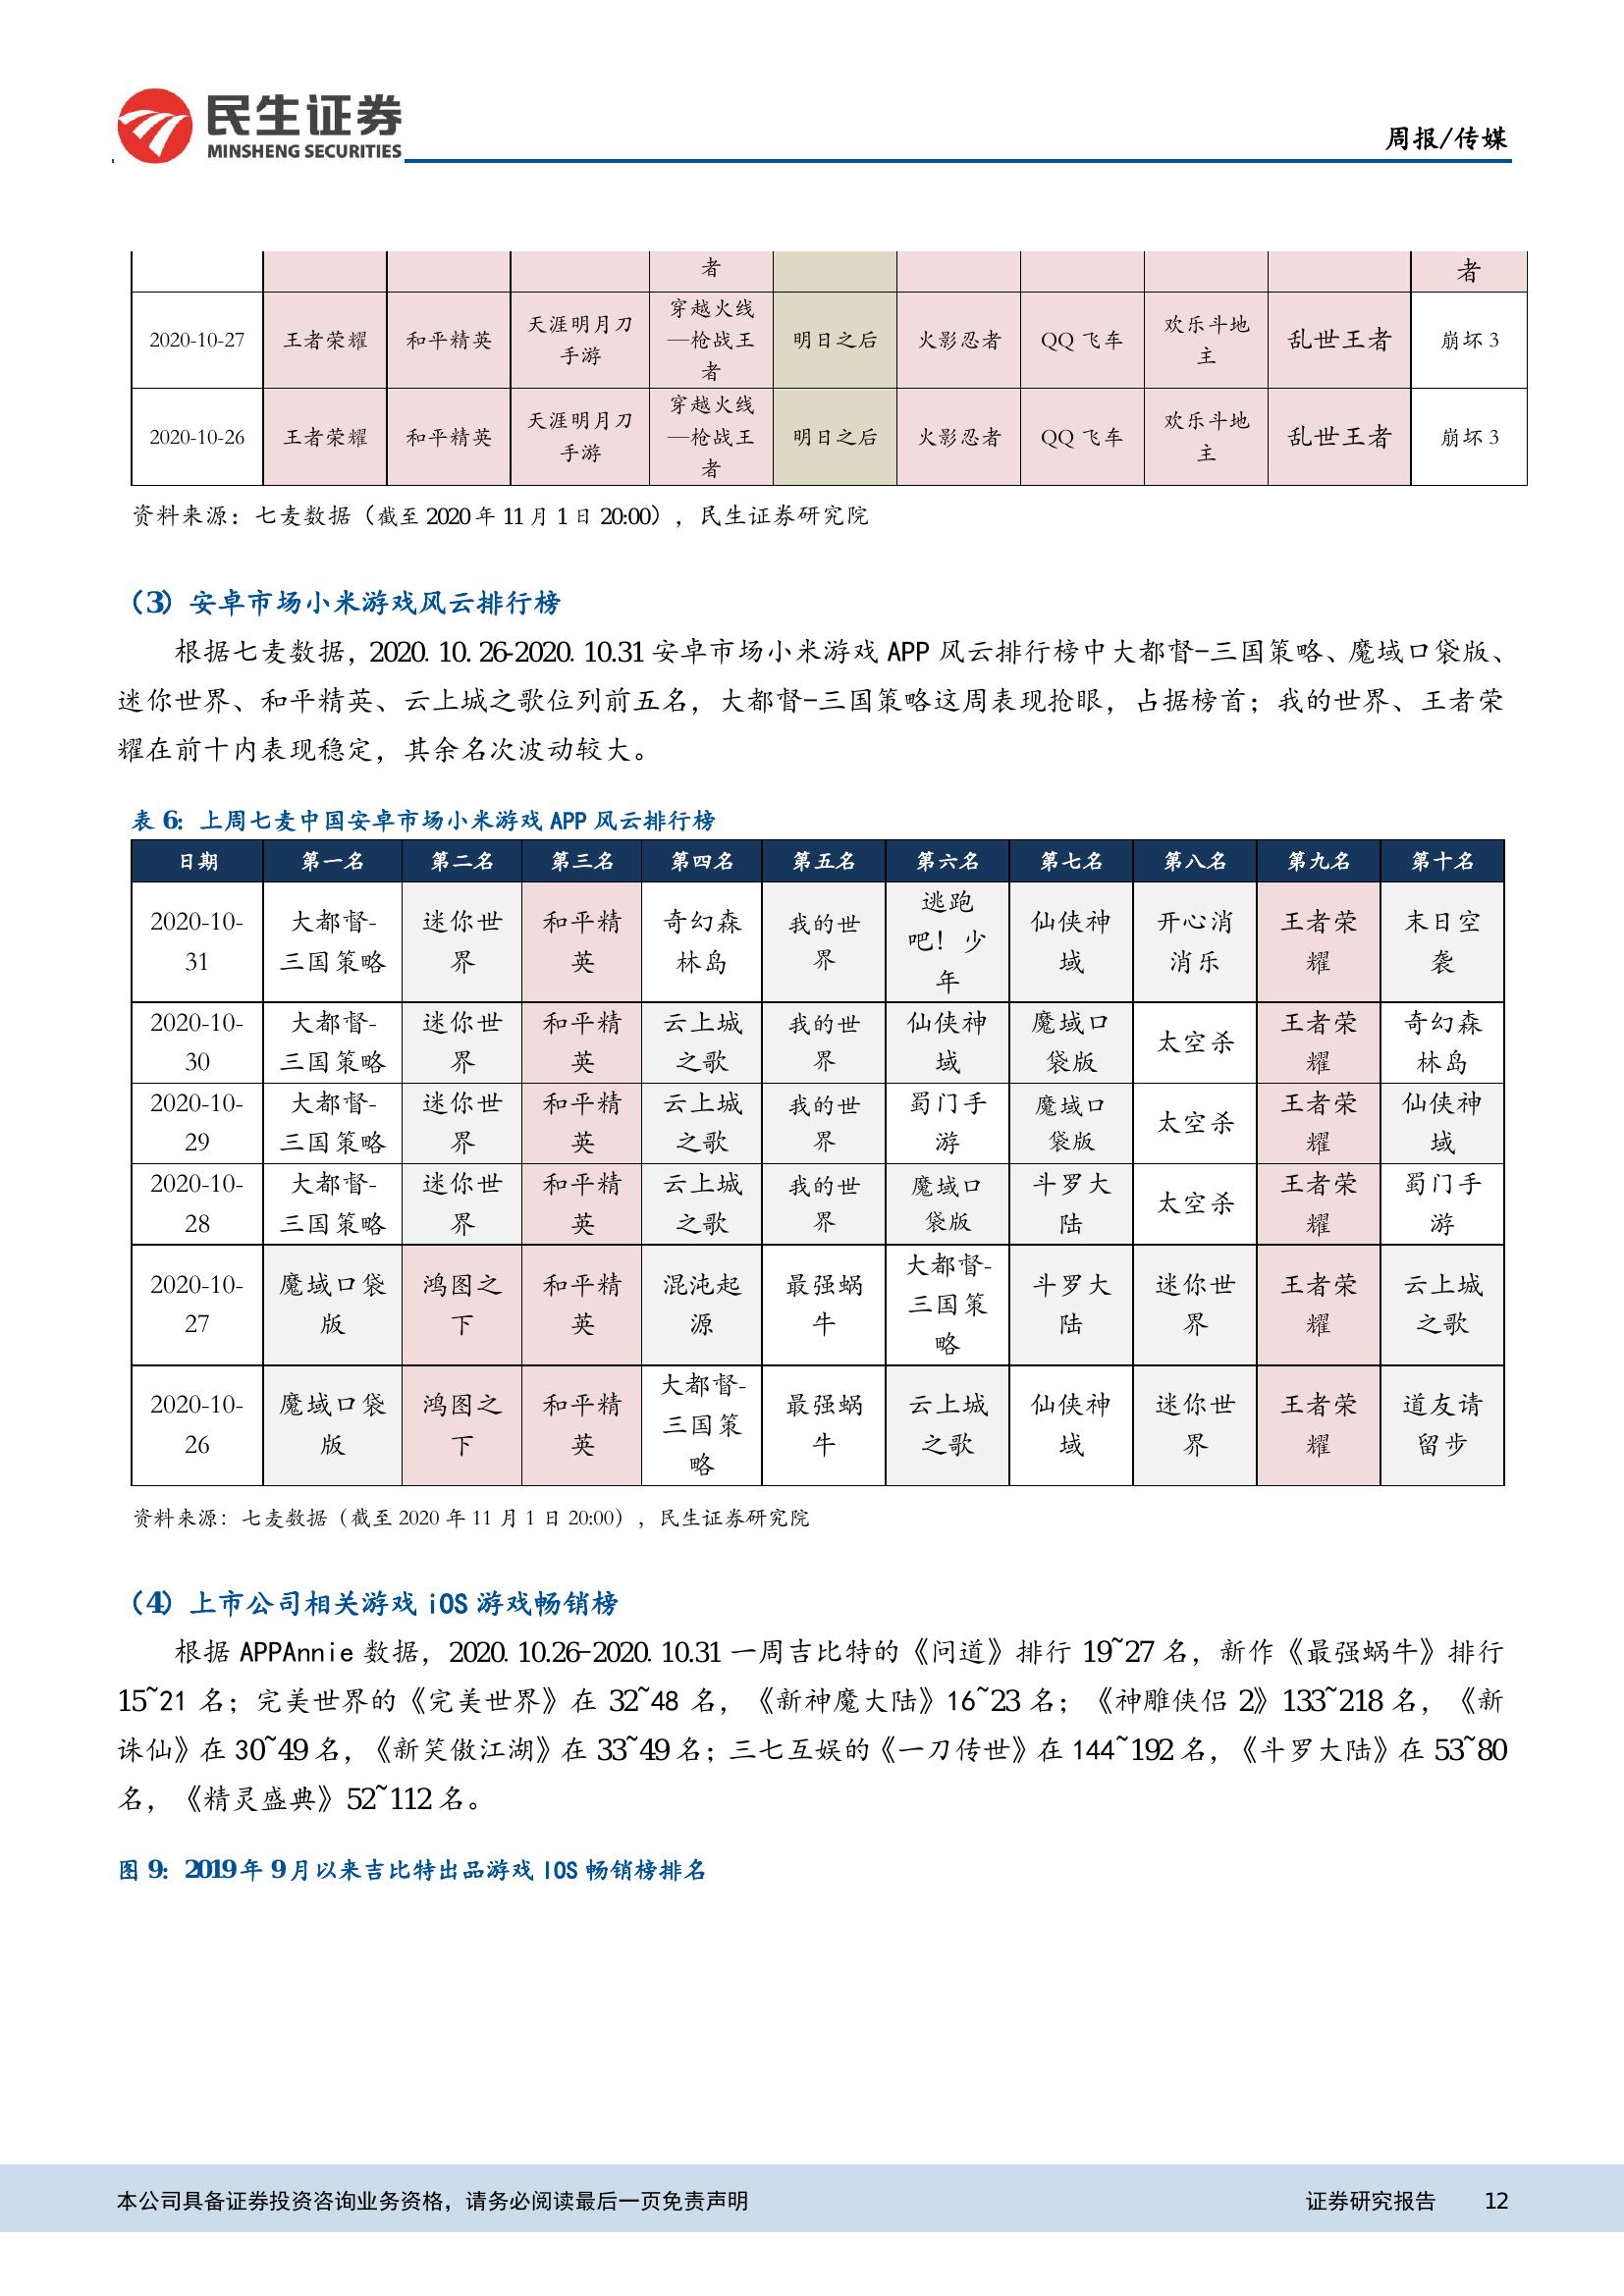 民生证券
MINSHENG SECURITIES
周报/传媒
者 者
2020-10-27 王者荣耀 和平精英 天涯明月刀手游 穿越火线—枪战王者 明日之后 火影忍者 QQ 飞车 欢乐斗地主 乱世王者 崩坏 3
2020-10-26 王者荣耀 和平精英 天涯明月刀手游 穿越火线—枪战王者 明日之后 火影忍者 QQ 飞车 欢乐斗地主 乱世王者 崩坏 3
资料来源：七麦数据（截至 2020 年 11 月 1 日 20:00），民生证券研究院
（3）安卓市场小米游戏风云排行榜
根据七麦数据，2020. 10. 26-2020. 10.31 安卓市场小米游戏 APP 风云排行榜中大都督-三国策略、魔域口袋版、
迷你世界、和平精英、云上城之歌位列前五名，大都督-三国策略这周表现抢眼，占据榜首；我的世界、王者荣
耀在前十内表现稳定，其余名次波动较大。
表 6：上周七麦中国安卓市场小米游戏 APP 风云排行榜
日期 第一名 第二名 第三名 第四名 第五名 第六名 第七名 第八名 第九名 第十名
2020-10-31 大都督-三国策略 迷你世界 和平精英 奇幻森林岛 我的世界 逃跑吧！少年 仙侠神域 开心消消乐 王者荣耀 末日空袭
2020-10-30 大都督-三国策略 迷你世界 和平精英 云上城之歌 我的世界 仙侠神域 魔域口袋版 太空杀 王者荣耀 奇幻森林岛
2020-10-29 大都督-三国策略 迷你世界 和平精英 云上城之歌 我的世界 蜀门手游 魔域口袋版 太空杀 王者荣耀 仙侠神域
2020-10-28 大都督-三国策略 迷你世界 和平精英 云上城之歌 我的世界 魔域口袋版 斗罗大陆 太空杀 王者荣耀 蜀门手游
2020-10-27 魔域口袋版 鸿图之下 和平精英 混沌起源 最强蜗牛 大都督-三国策略 斗罗大陆 迷你世界 王者荣耀 云上城之歌
2020-10-26 魔域口袋版 鸿图之下 和平精英 大都督-三国策略 最强蜗牛 云上城之歌 仙侠神域 迷你世界 王者荣耀 道友请留步
资料来源：七麦数据（截至 2020 年 11 月 1 日 20:00），民生证券研究院
（4）上市公司相关游戏 iOS 游戏畅销榜
根据 APPAnnie 数据，2020. 10.26-2020. 10.31 一周吉比特的《问道》排行 19~27 名，新作《最强蜗牛》排行
15~21 名；完美世界的《完美世界》在 32~48 名，《新神魔大陆》16~23 名；《神雕侠侣 2》133~218 名，《新
诛仙》在 30~49 名，《新笑傲江湖》在 33~49 名；三七互娱的《一刀传世》在 144~192 名，《斗罗大陆》在 53~80
名，《精灵盛典》52~112 名。
图 9：2019 年 9 月以来吉比特出品游戏 IOS 畅销榜排名
本公司具备证券投资咨询业务资格，请务必阅读最后一页免责声明 证券研究报告 12